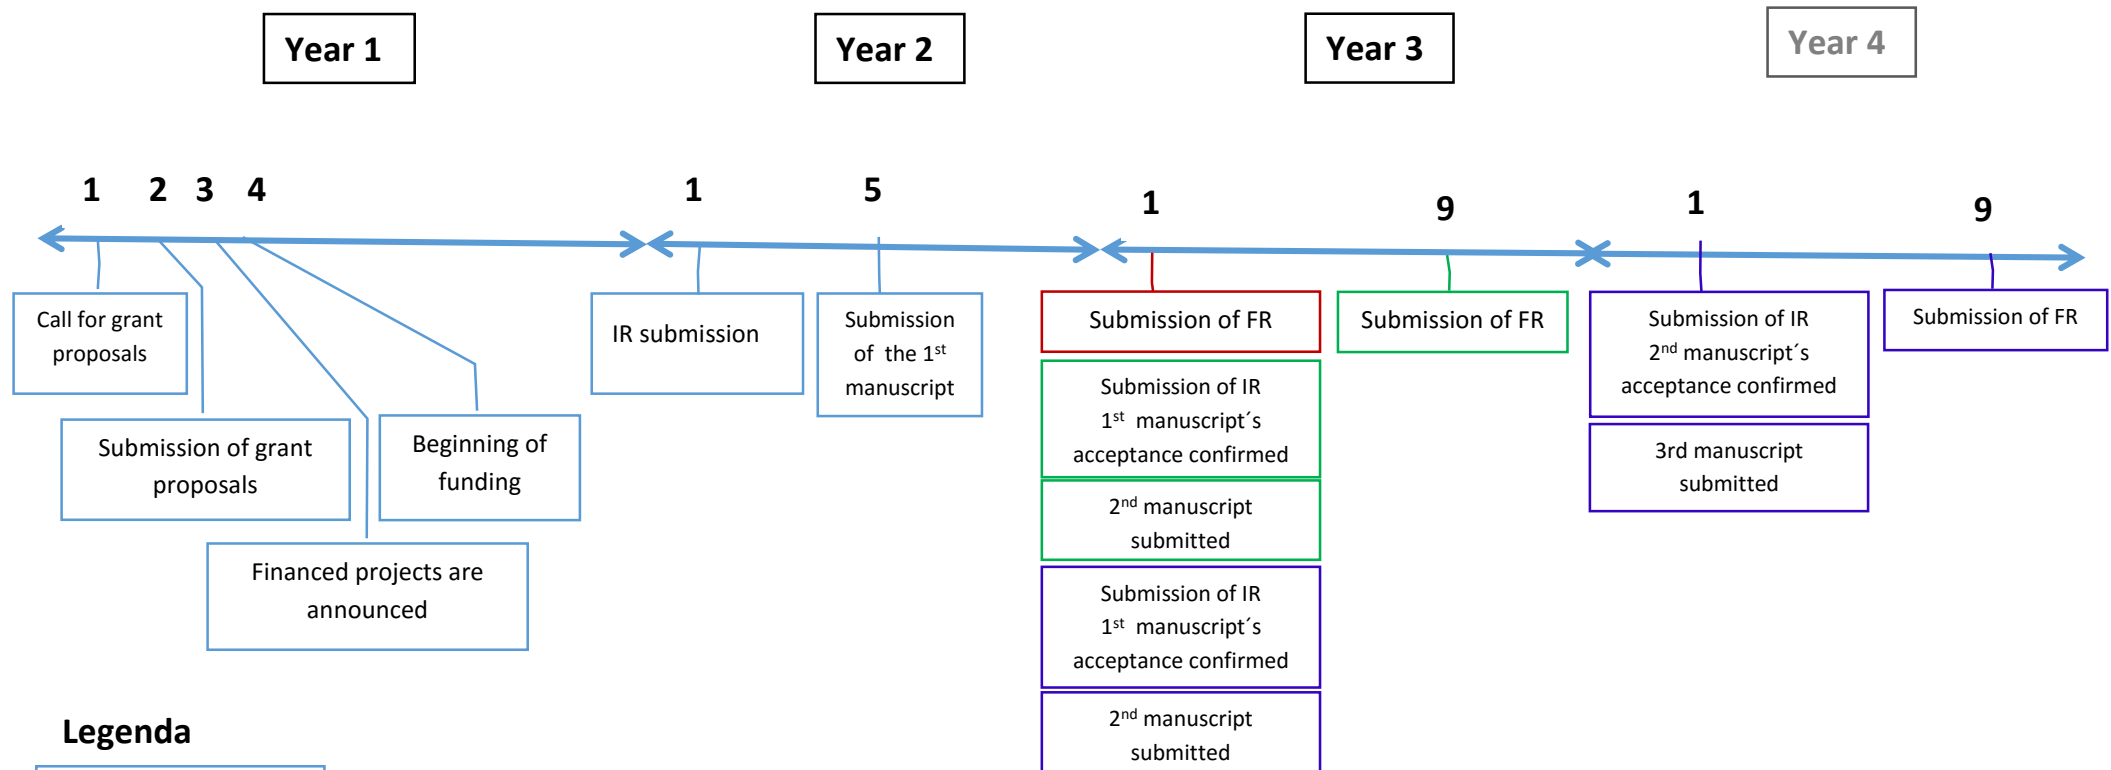 Year 1
Year 2
Year 3
Year 4
1 2 3 4
1 5
1 9
1 9
Call for grant
proposals
Submission of grant
proposals
Financed projects are
announced
Beginning of
funding
IR submission
Submission
of the 1st
manuscript
Submission of FR
Submission of IR
1st manuscript´s
acceptance confirmed
2nd manuscript
submitted
Submission of IR
1st manuscript´s
acceptance confirmed
2nd manuscript
submitted
Submission of FR
Submission of IR
2nd manuscript´s
acceptance confirmed
3rd manuscript
submitted
Submission of FR
Legenda